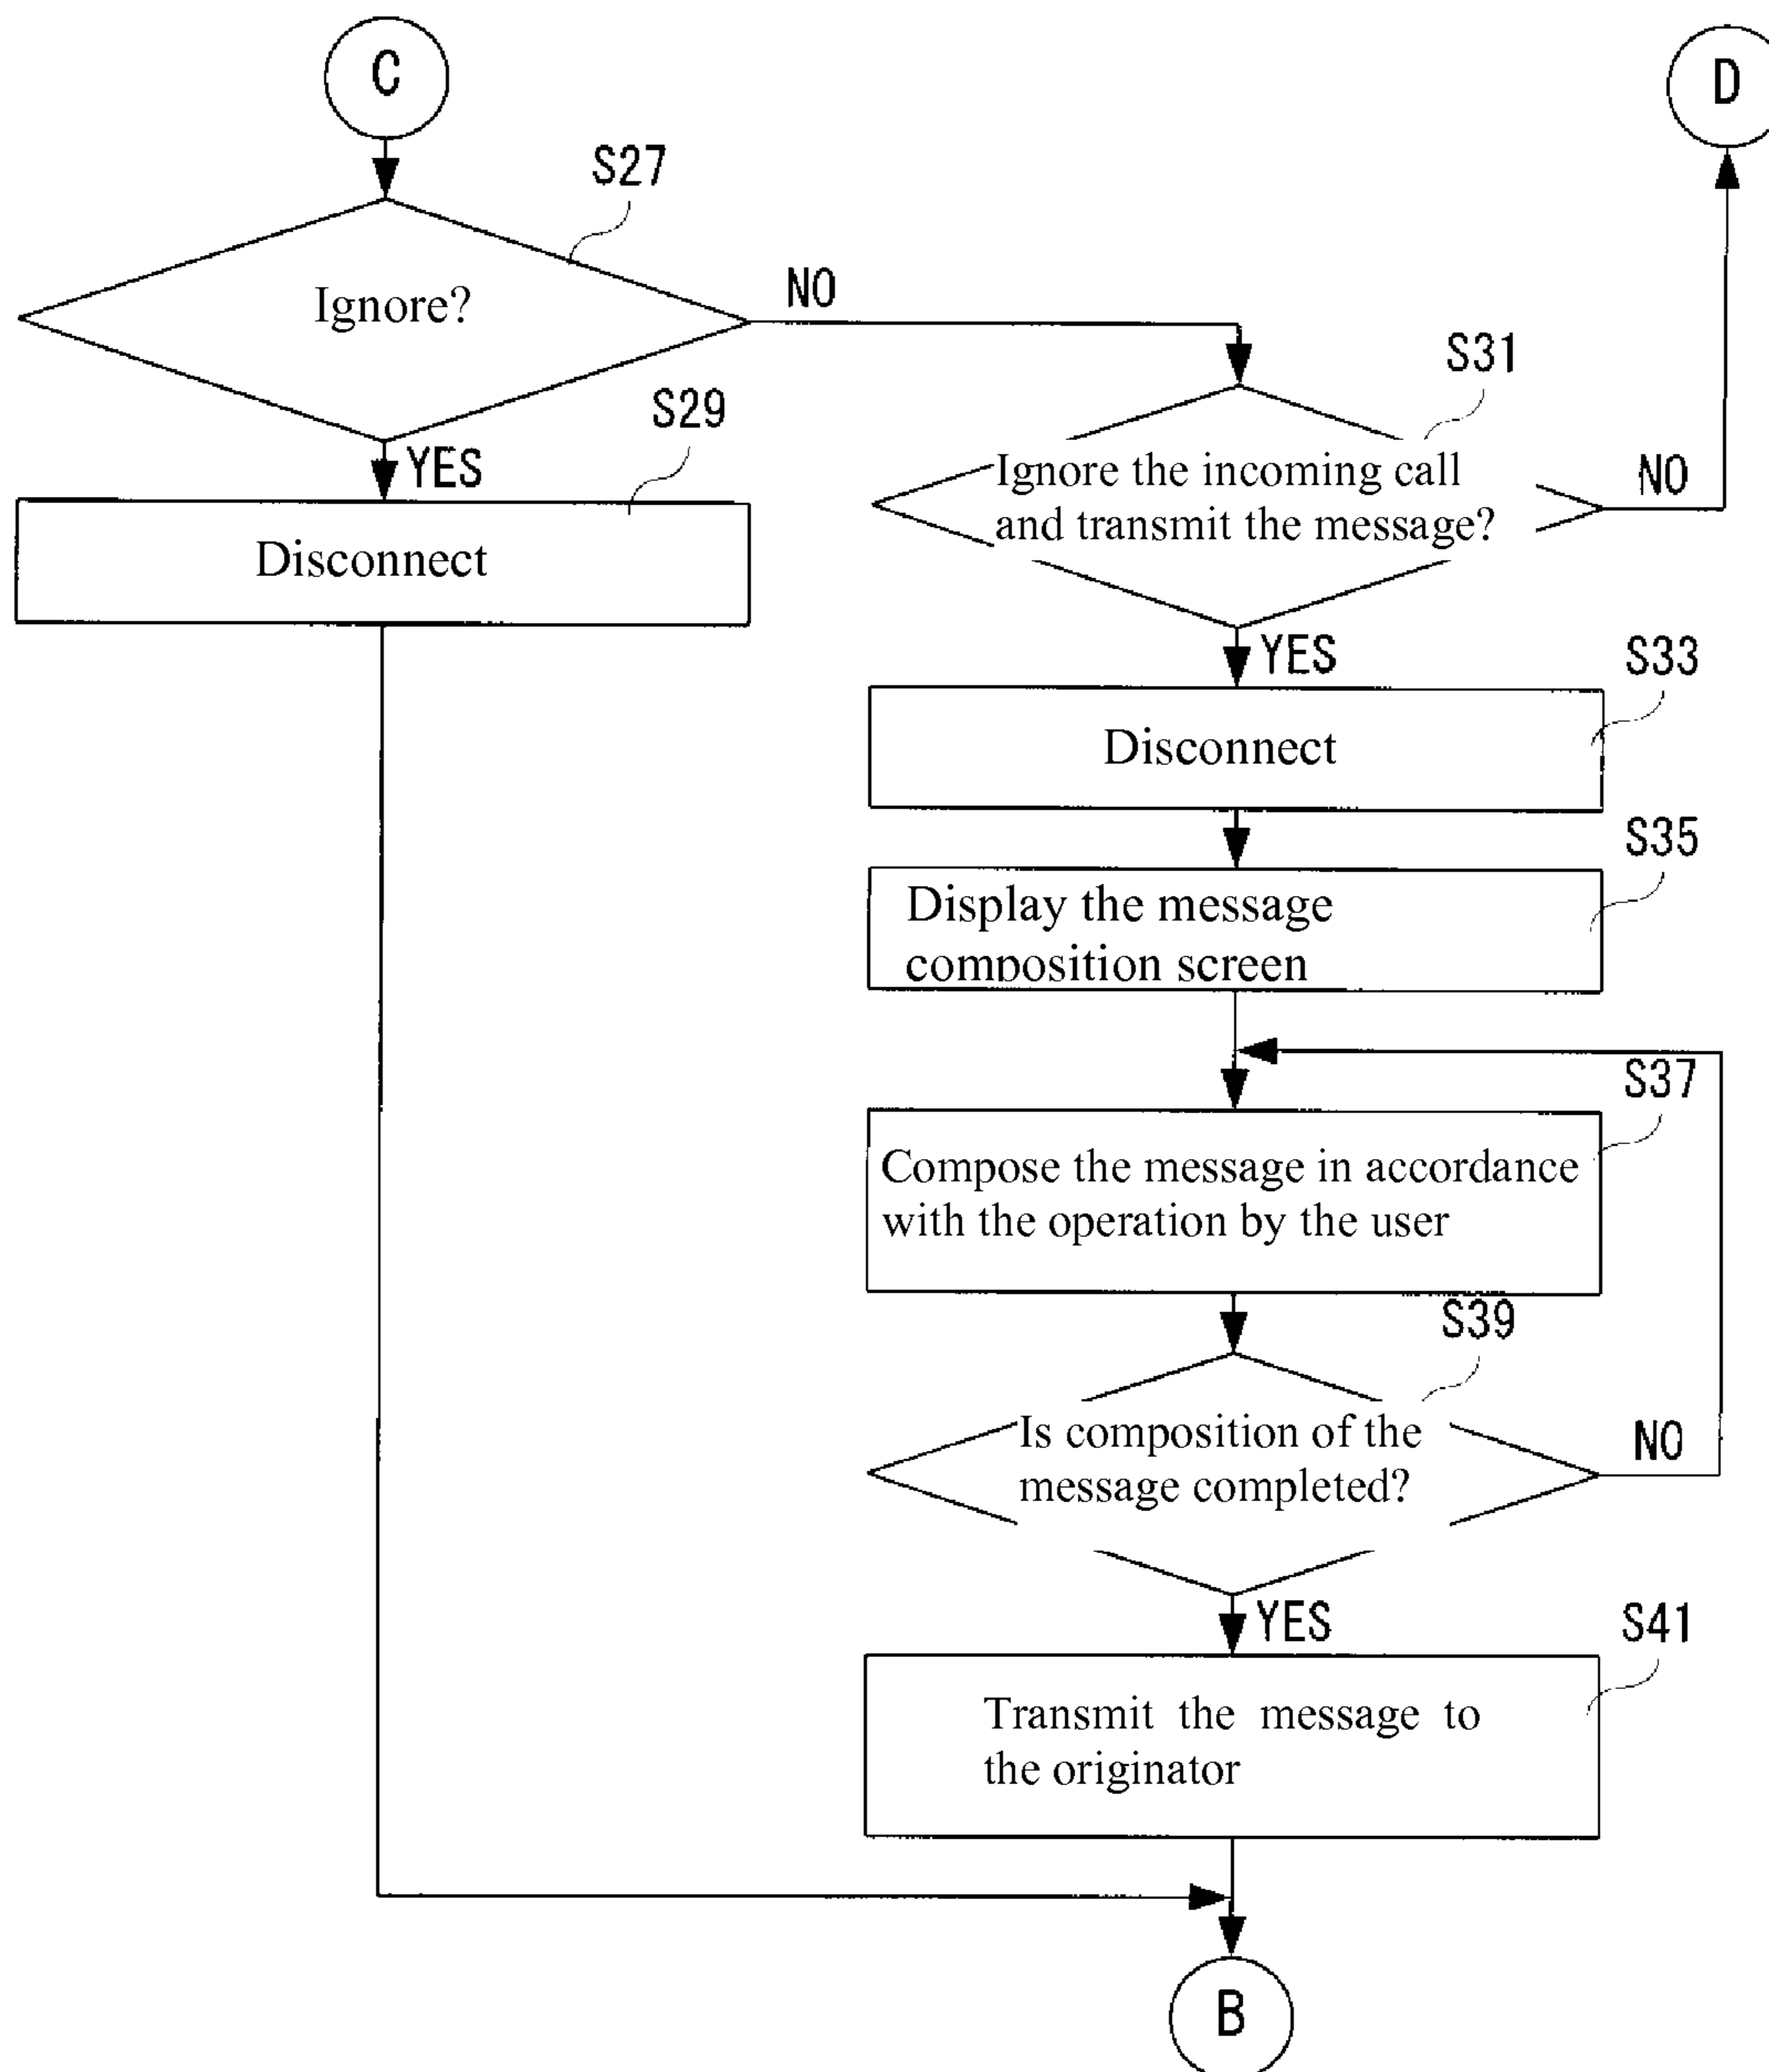 C
D
S27
Ignore?
NO
S31
S29
YES
Ignore the incoming call
and transmit the message?
NO
Disconnect
YES
S33
Disconnect
S35
Display the message
composition screen
S37
Compose the message in accordance
with the operation by the user
S39
Is composition of the
message completed?
NO
YES
S41
Transmit the message to
the originator
B